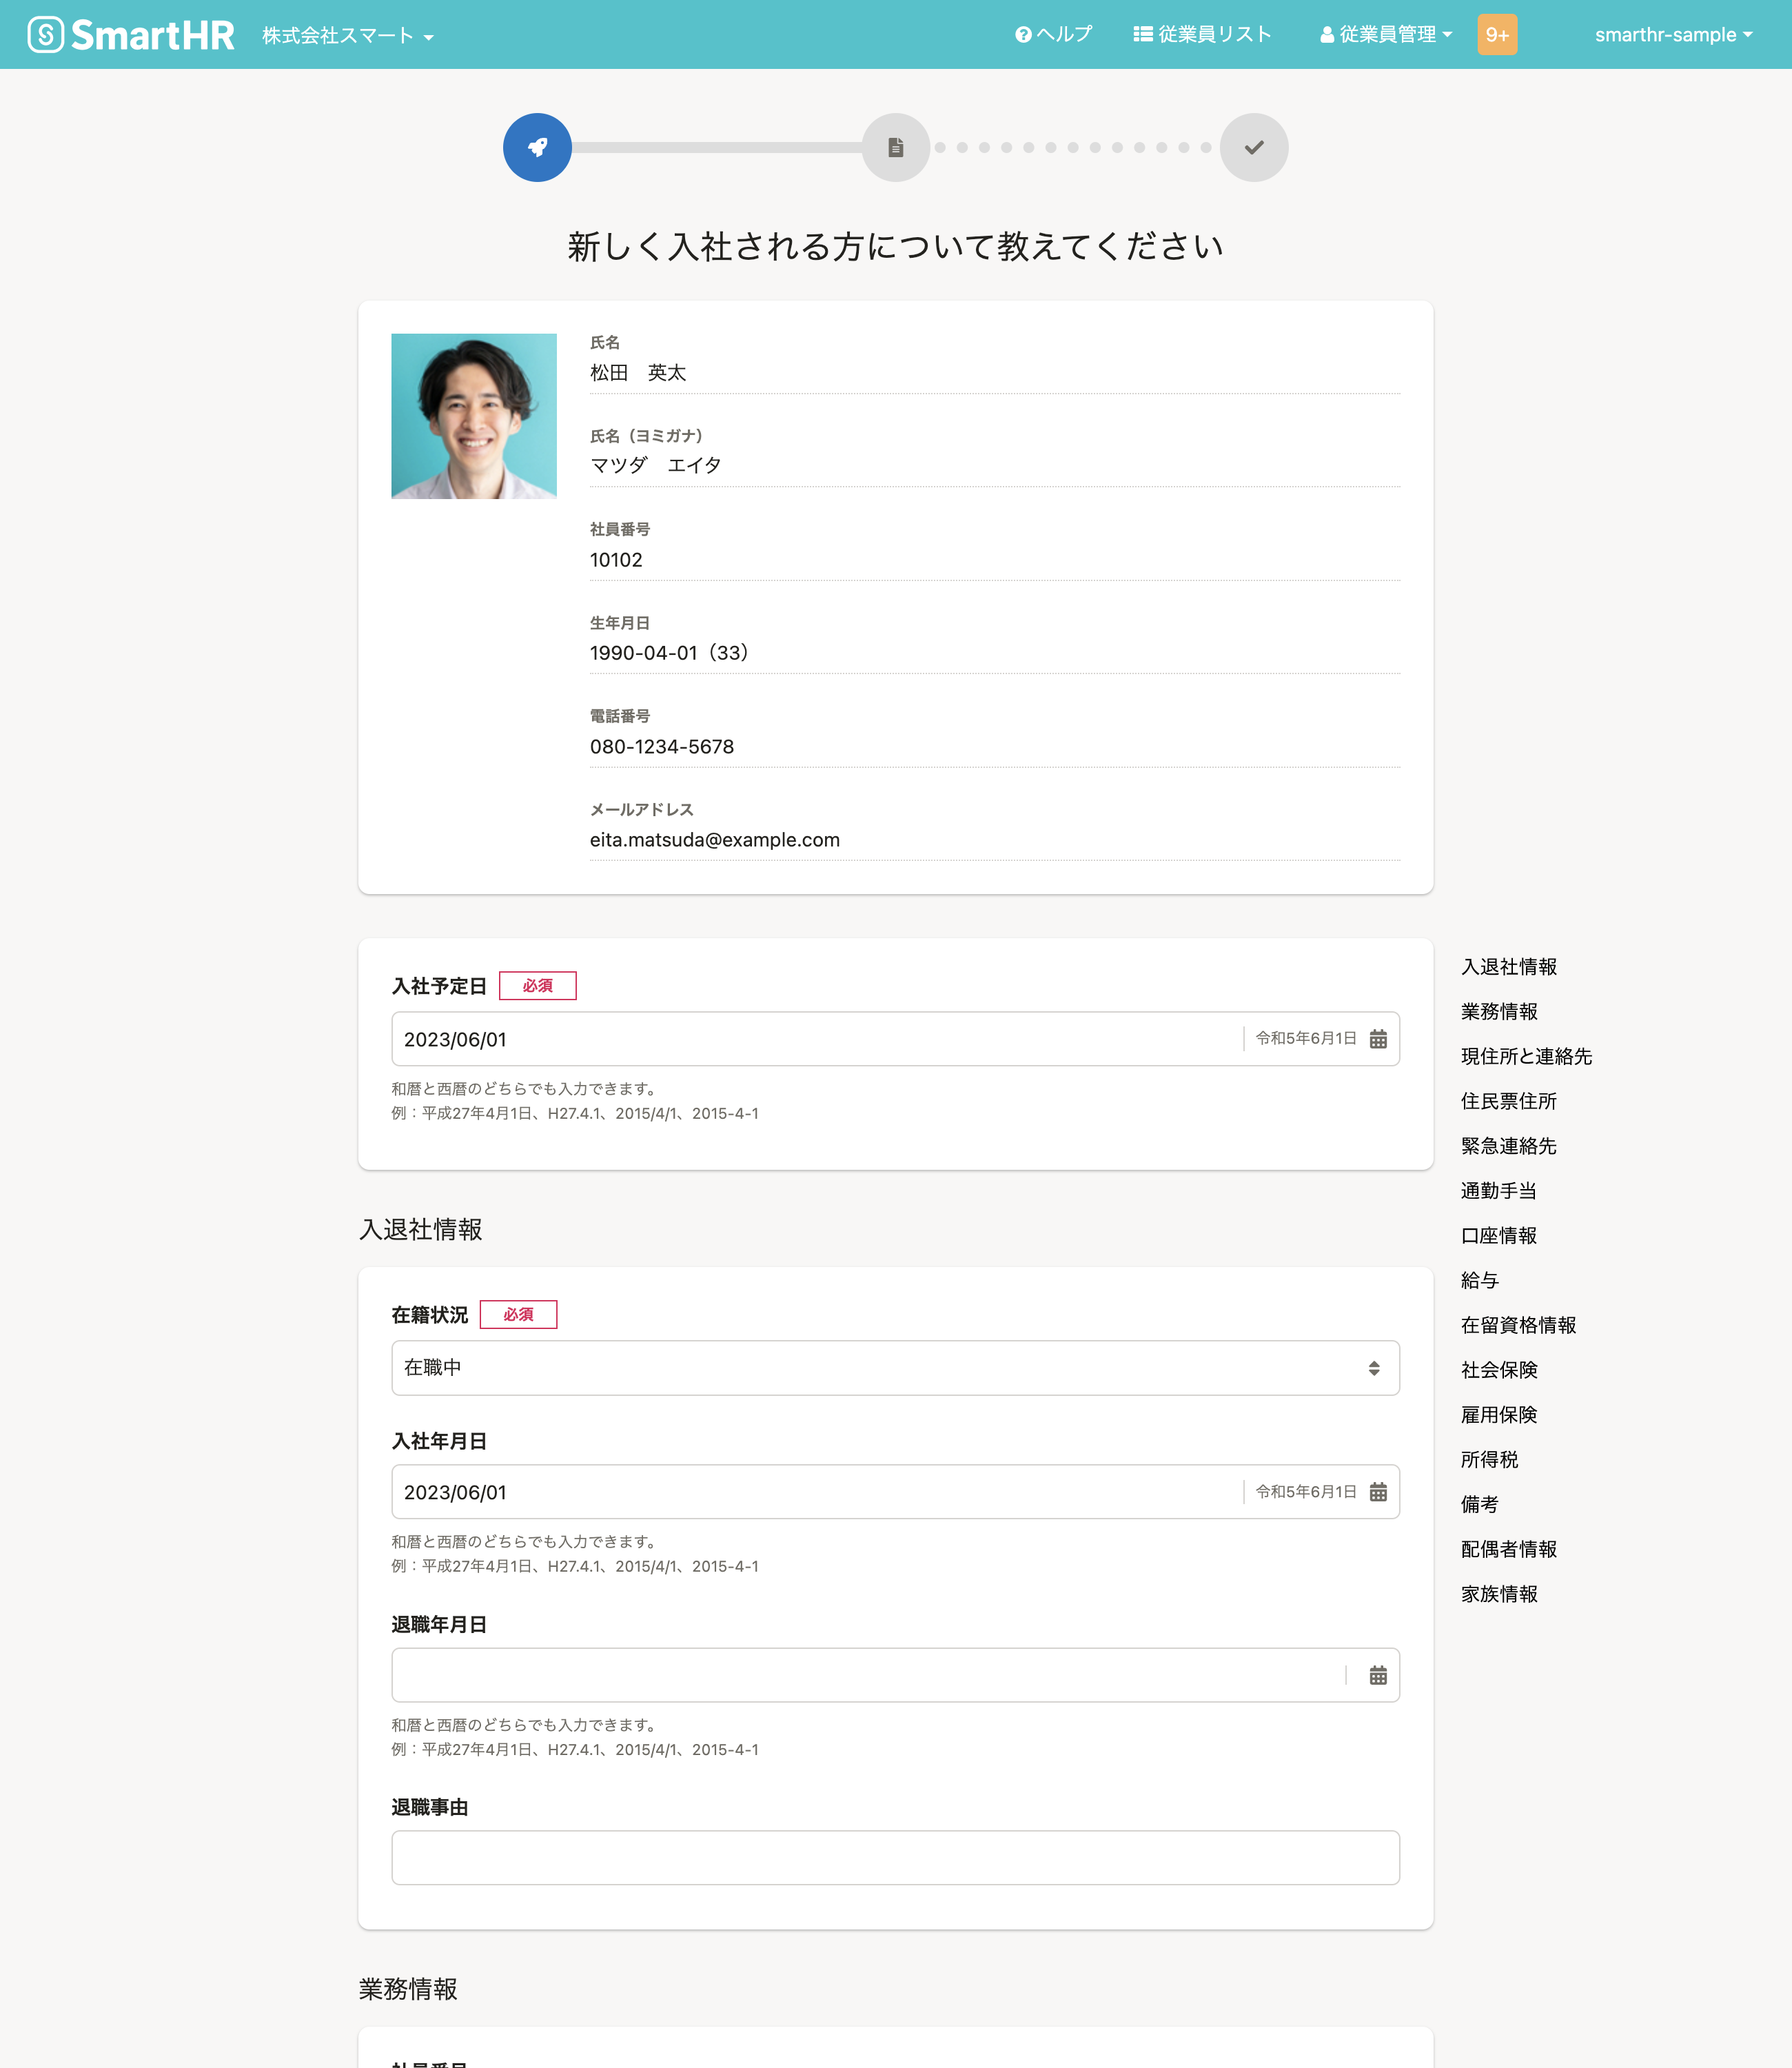 SmartHR 株式会社スマート ヘルプ 従業員リスト 従業員管理 9+ smarthr-sample
新しく入社される方について教えてください
氏名
松田　英太
氏名（ヨミガナ）
マツダ　エイタ
社員番号
10102
生年月日
1990-04-01（33）
電話番号
080-1234-5678
メールアドレス
eita.matsuda@example.com
入社予定日 必須
2023/06/01 令和5年6月1日
和暦と西暦のどちらでも入力できます。
例：平成27年4月1日、H27.4.1、2015/4/1、2015-4-1
入退社情報
在籍状況 必須
在職中
入社年月日
2023/06/01 令和5年6月1日
和暦と西暦のどちらでも入力できます。
例：平成27年4月1日、H27.4.1、2015/4/1、2015-4-1
退職年月日
和暦と西暦のどちらでも入力できます。
例：平成27年4月1日、H27.4.1、2015/4/1、2015-4-1
退職事由
業務情報
入退社情報
業務情報
現住所と連絡先
住民票住所
緊急連絡先
通勤手当
口座情報
給与
在留資格情報
社会保険
雇用保険
所得税
備考
配偶者情報
家族情報